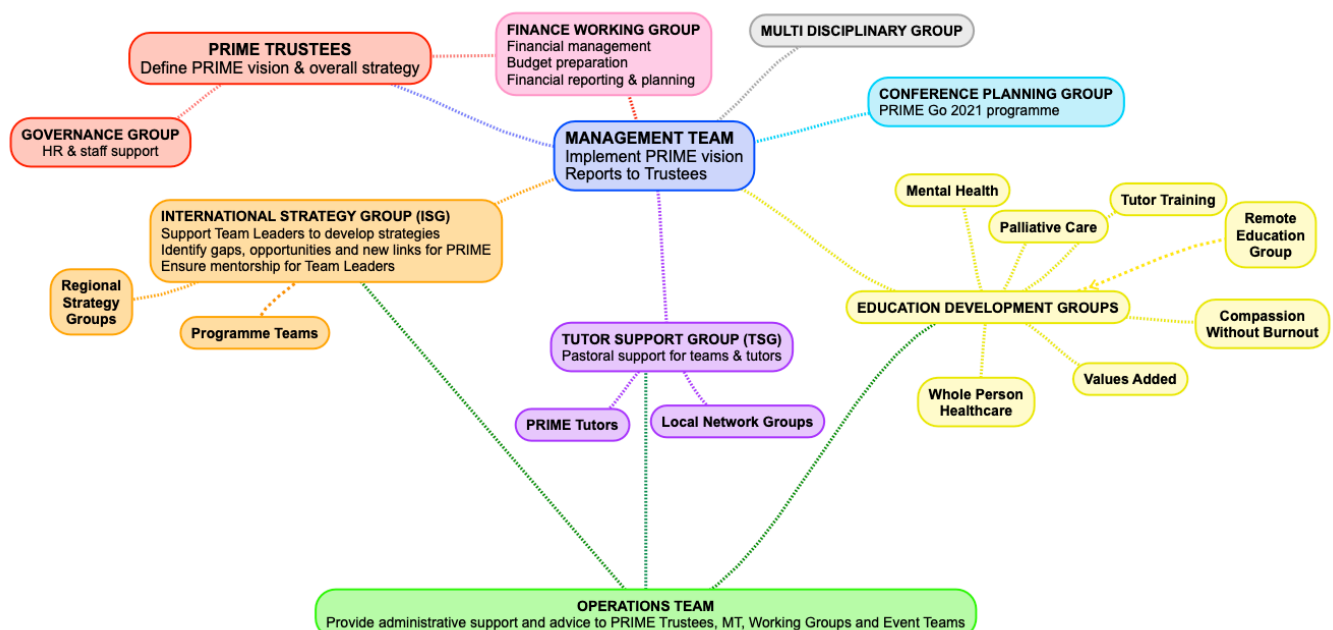 PRIME TRUSTEES
Define PRIME vision & overall strategy
FINANCE WORKING GROUP
Financial management
Budget preparation
Financial reporting & planning
MULTI DISCIPLINARY GROUP
CONFERENCE PLANNING GROUP
PRIME Go 2021 programme
GOVERNANCE GROUP
HR & staff support
MANAGEMENT TEAM
Implement PRIME vision
Reports to Trustees
INTERNATIONAL STRATEGY GROUP (ISG)
Support Team Leaders to develop strategies
Identify gaps, opportunities and new links for PRIME
Ensure mentorship for Team Leaders
Regional
Strategy
Groups
Programme Teams
TUTOR SUPPORT GROUP (TSG)
Pastoral support for teams & tutors
PRIME Tutors
Local Network Groups
Mental Health
Palliative Care
Tutor Training
Remote
Education
Group
EDUCATION DEVELOPMENT GROUPS
Compassion
Without Burnout
Values Added
Whole Person
Healthcare
OPERATIONS TEAM
Provide administrative support and advice to PRIME Trustees, MT, Working Groups and Event Teams